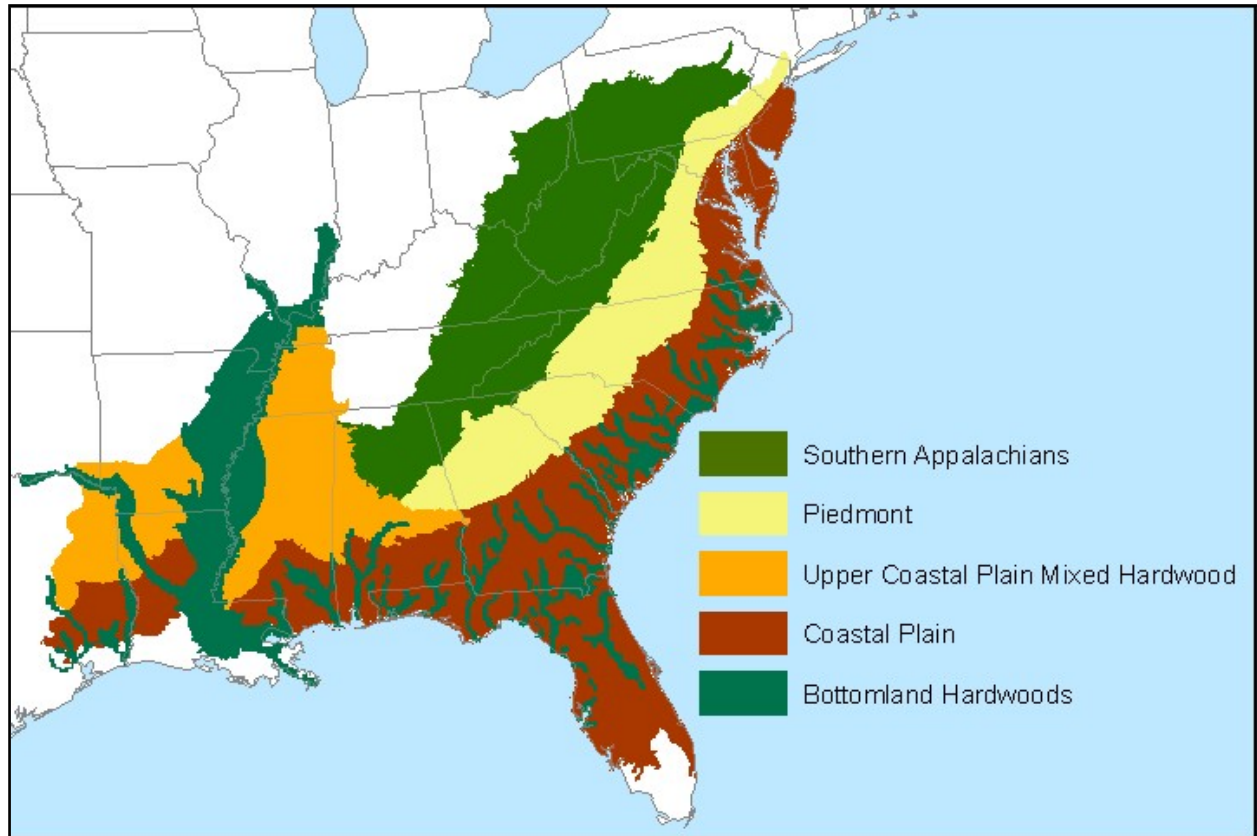 Southern Appalachians
Piedmont
Upper Coastal Plain Mixed Hardwood
Coastal Plain
Bottomland Hardwoods